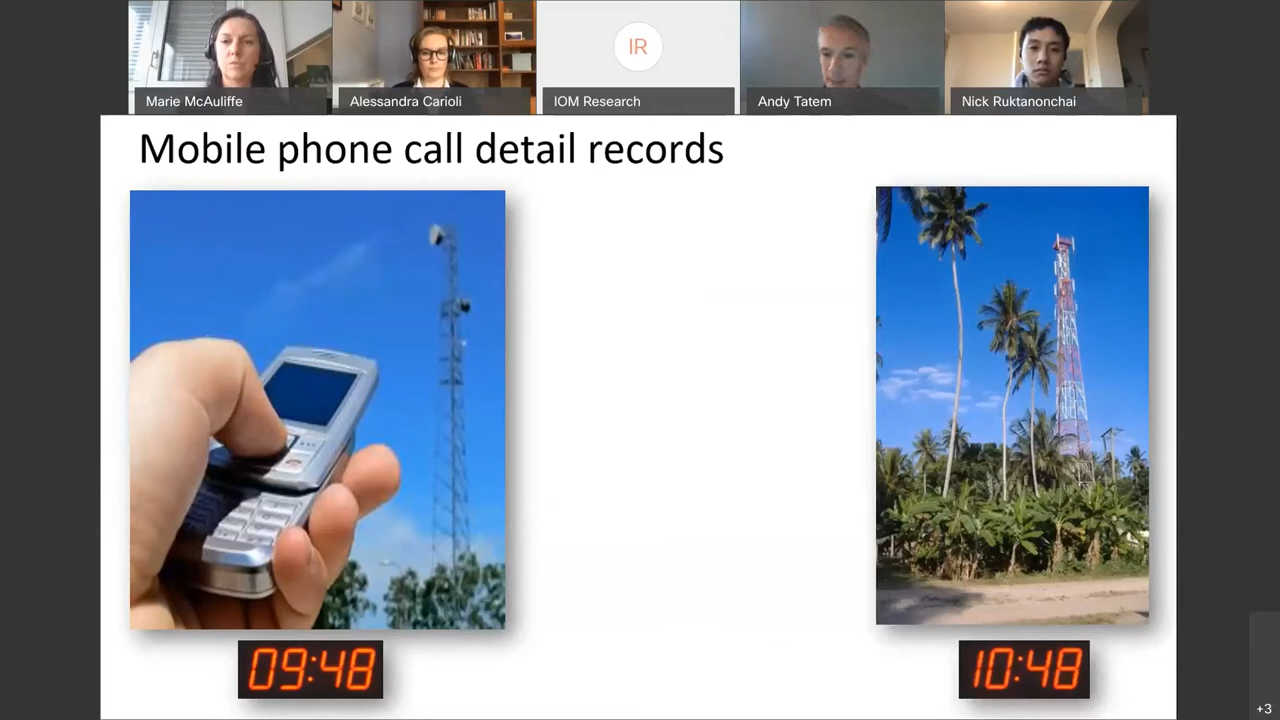 Marie McAuliffe
Alessandra Carioli
IR
IOM Research
Andy Tatem
Nick Ruktanonchai
Mobile phone call detail records
09:48
10:48
+3